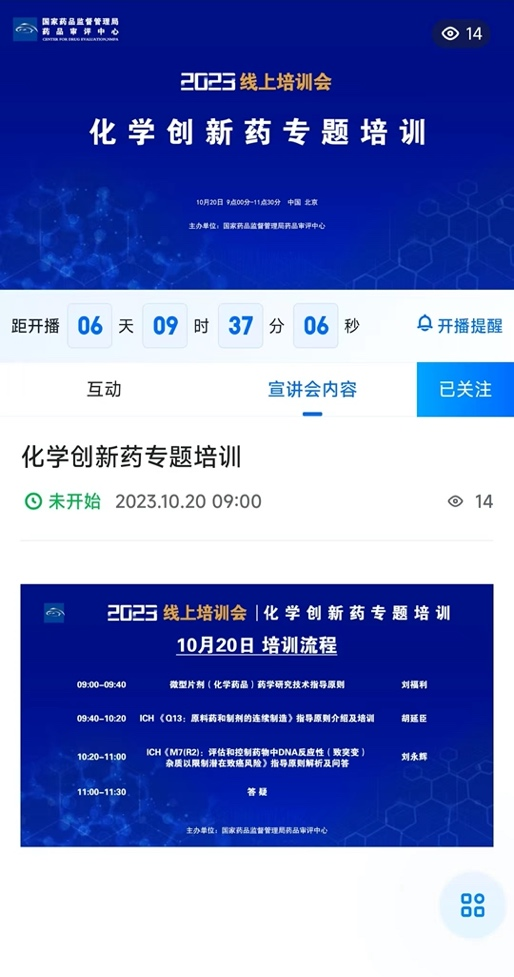 国家药品监督管理局
药品审评中心
CENTER FOR DRUG EVALUATION,NMPA
14
2023 线上培训会
化学创新药专题培训
10月20日 9点00分-11点30分 中国 北京
主办单位：国家药品监督管理局药品审评中心
距开播 06 天 09 时 37 分 06 秒 开播提醒
互动 宣讲会内容 已关注
化学创新药专题培训
未开始 2023.10.20 09:00 14
2023 线上培训会 | 化学创新药专题培训
10月20日 培训流程
09:00-09:40 微型片剂（化学药品）药学研究技术指导原则 刘福利
09:40-10:20 ICH《Q13：原料药和制剂的连续制造》指导原则介绍及培训 胡延臣
10:20-11:00 ICH《M7(R2)：评估和控制药物中DNA反应性（致突变）
杂质以限制潜在致癌风险》指导原则解析及问答 刘永辉
11:00-11:30 答疑
主办单位：国家药品监督管理局药品审评中心